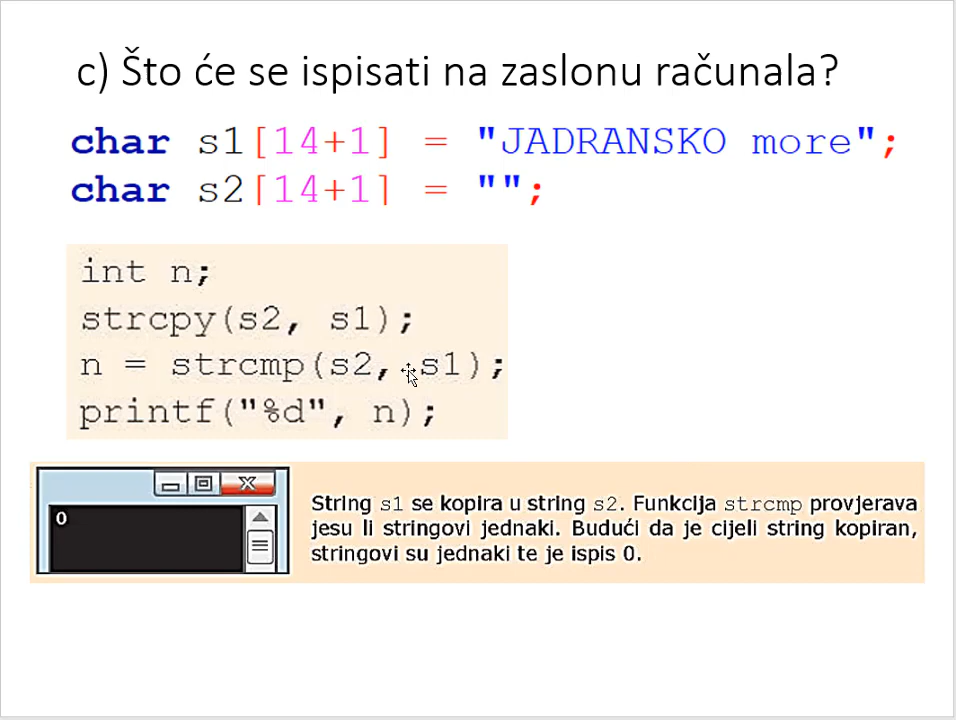 c) Što će se ispisati na zaslonu računala?
char s1[14+1] = "JADRANSKO more";
char s2[14+1] = "";
int n;
strcpy(s2, s1);
n = strcmp(s2, s1);
printf("%d", n);
0
String s1 se kopira u string s2. Funkcija strcmp provjerava
jesu li stringovi jednaki. Budući da je cijeli string kopiran,
stringovi su jednaki te je ispis 0.